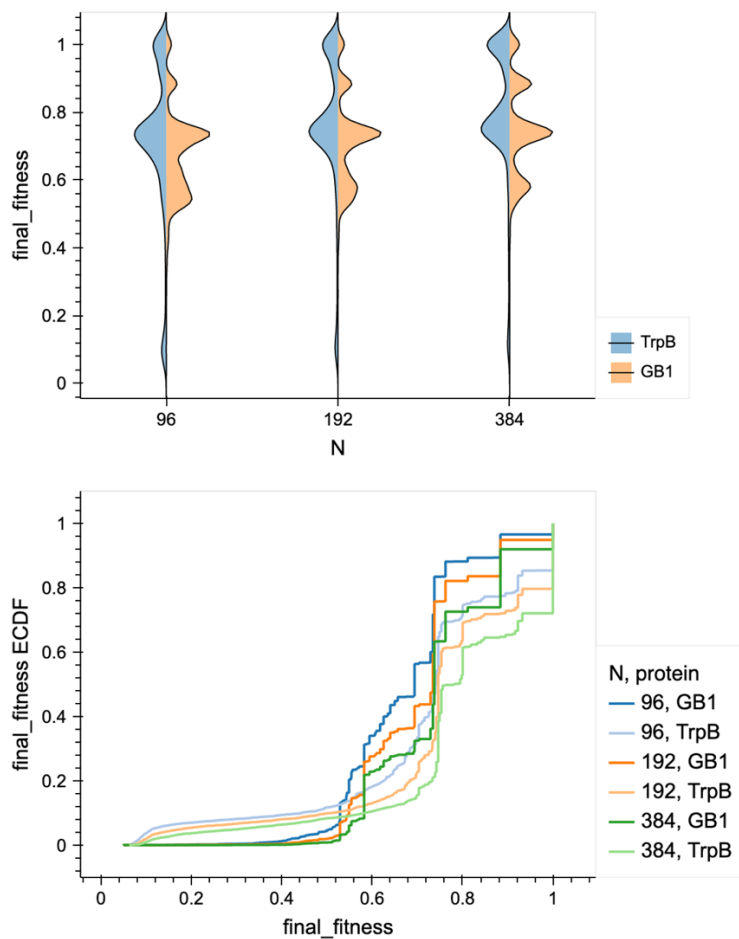 1
0.8
0.6
0.4
0.2
0
final_fitness
96
192
384
N
TrpB
GB1
1
0.8
0.6
0.4
0.2
0
final_fitness ECDF
0
0.2
0.4
0.6
0.8
1
final_fitness
N, protein
96, GB1
96, TrpB
192, GB1
192, TrpB
384, GB1
384, TrpB